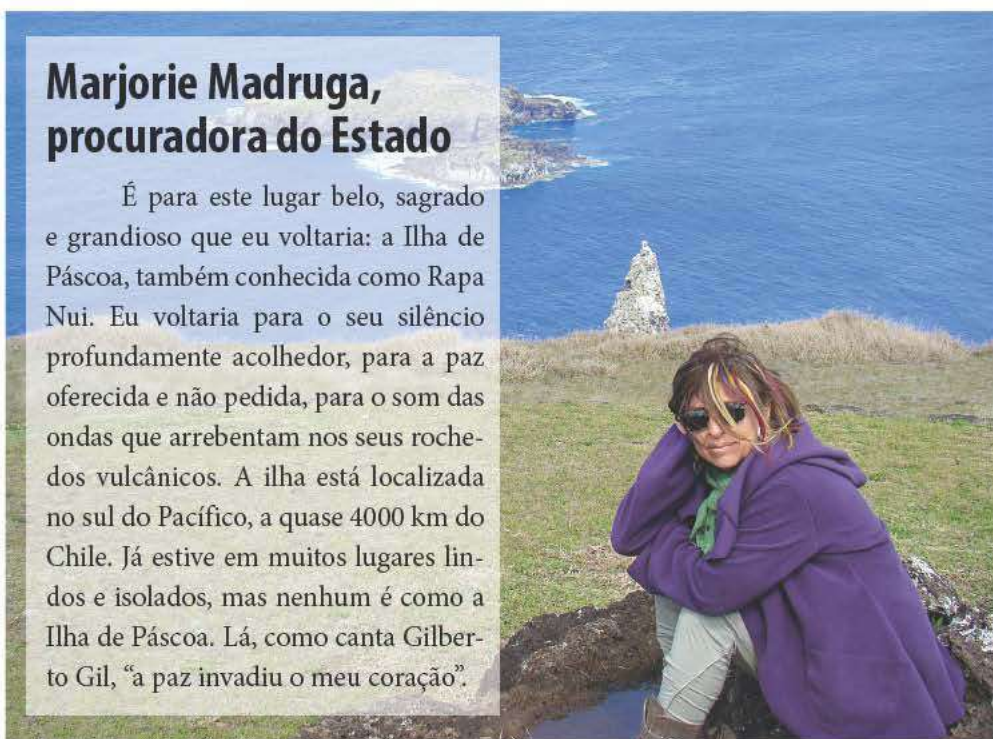 Marjorie Madruga,
procuradora do Estado
É para este lugar belo, sagrado
e grandioso que eu voltaria: a Ilha de
Páscoa, também conhecida como Rapa
Nui. Eu voltaria para o seu silêncio
profundamente acolhedor, para a paz
oferecida e não pedida, para o som das
ondas que arrebentam nos seus roche-
dos vulcânicos. A ilha está localizada
no sul do Pacífico, a quase 4000 km do
Chile. Já estive em muitos lugares lin-
dos e isolados, mas nenhum é como a
Ilha de Páscoa. Lá, como canta Gilber-
to Gil, “a paz invadiu o meu coração”.